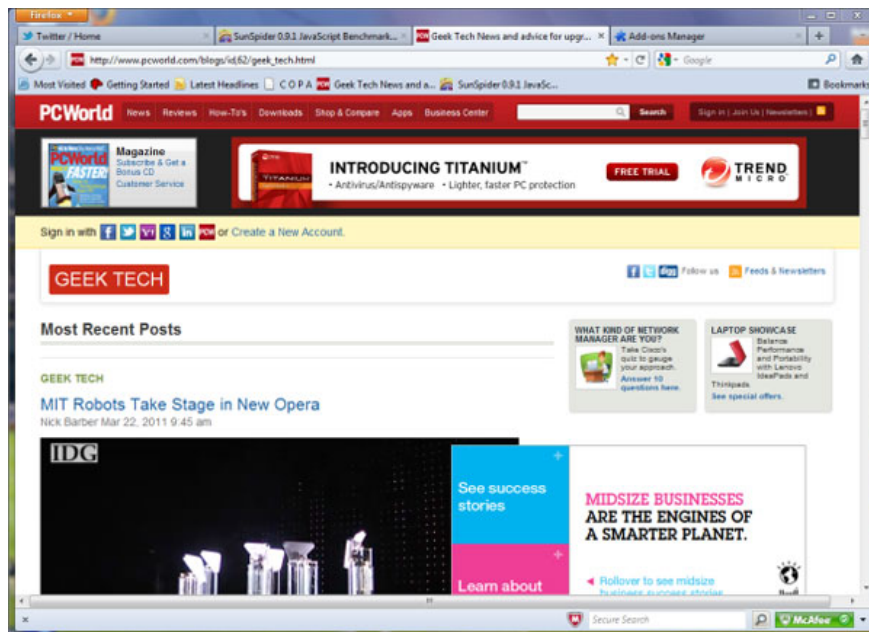 Firefox
Twitter / Home
SunSpider 0.9.1 JavaScript Benchmark...
Geek Tech News and advice for upgr...
Add-ons Manager
http://www.pcworld.com/blogs/id,62/geek_tech.html
Google
Most Visited Getting Started Latest Headlines C O P A Geek Tech News and a... SunSpider 0.9.1 JavaSc... Bookmarks
PCWorld News Reviews How-To's Downloads Shop & Compare Apps Business Center Search Sign in | Join Us | Newsletters |
PCWorld
FASTER!
Magazine
Subscribe & Get a
Bonus CD
Customer Service
TITANIUM
INTRODUCING TITANIUM™
• Antivirus/Antispyware • Lighter, faster PC protection
FREE TRIAL
TREND
MICRO
Sign in with or Create a New Account.
GEEK TECH
digg Follow us Feeds & Newsletters
Most Recent Posts
WHAT KIND OF NETWORK
MANAGER ARE YOU?
Take Cisco's
quiz to gauge
your approach.
Answer 10
questions here.
LAPTOP SHOWCASE
Balance
Performance
and Portability
with Lenovo
IdeaPads and
Thinkpads.
See special offers.
GEEK TECH
MIT Robots Take Stage in New Opera
Nick Barber Mar 22, 2011 9:45 am
IDG
See success
stories
Learn about
MIDSIZE BUSINESSES
ARE THE ENGINES OF
A SMARTER PLANET.
Rollover to see midsize
business success stories
Secure Search
McAfee